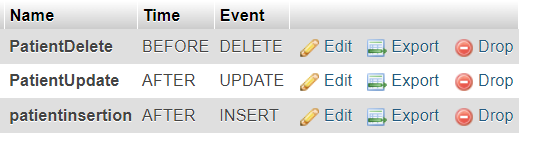 Name Time Event
PatientDelete BEFORE DELETE Edit Export Drop
PatientUpdate AFTER UPDATE Edit Export Drop
patientinsertion AFTER INSERT Edit Export Drop